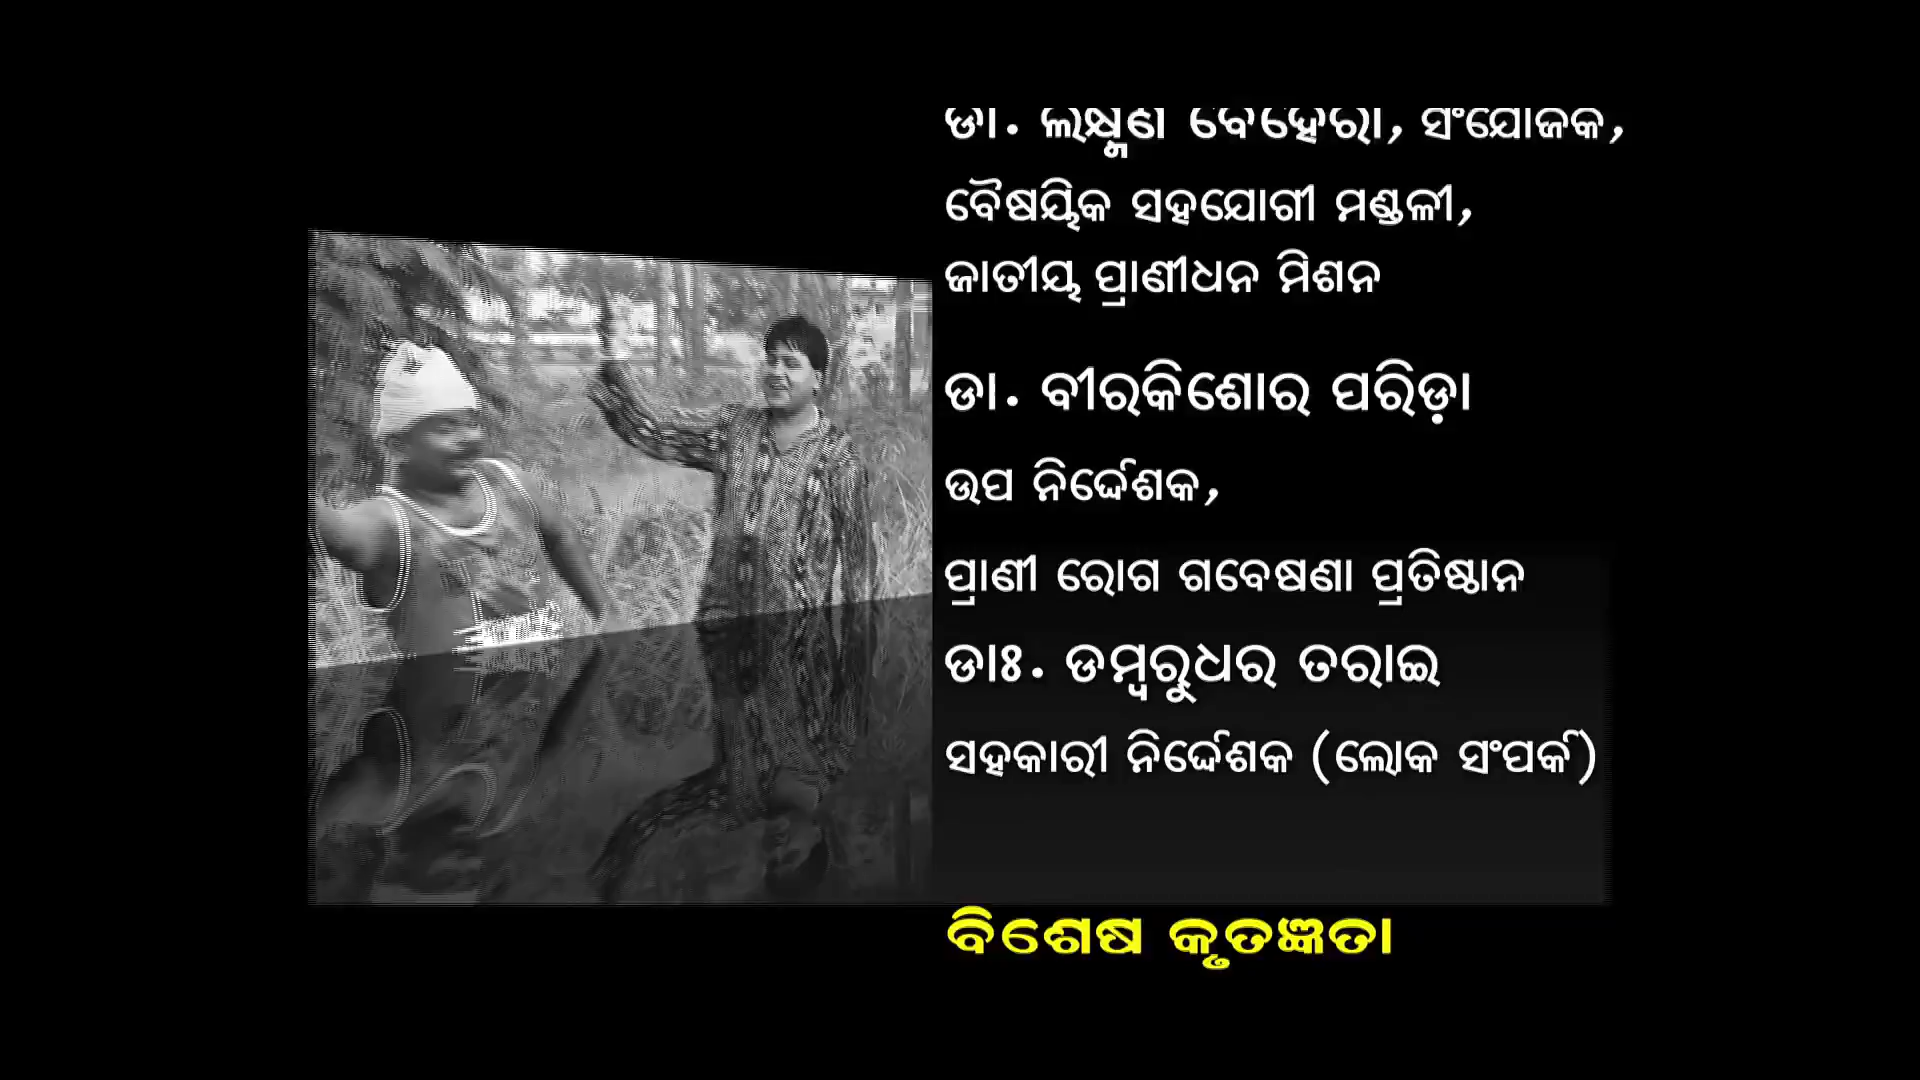 ଡା. ଲକ୍ଷ୍ମଣ ବେହେରା, ସଂଯୋଜକ,
ବୈଷୟିକ ସହଯୋଗୀ ମଣ୍ଡଳୀ,
ଜାତୀୟ ପ୍ରାଣୀଧନ ମିଶନ
ଡା. ବୀରକିଶୋର ପରିଡ଼ା
ଉପ ନିର୍ଦ୍ଦେଶକ,
ପ୍ରାଣୀ ରୋଗ ଗବେଷଣା ପ୍ରତିଷ୍ଠାନ
ଡାଃ. ଡମ୍ବରୁଧର ତରାଇ
ସହକାରୀ ନିର୍ଦ୍ଦେଶକ (ଲୋକ ସଂପର୍କ)
ବିଶେଷ କୃତଜ୍ଞତା